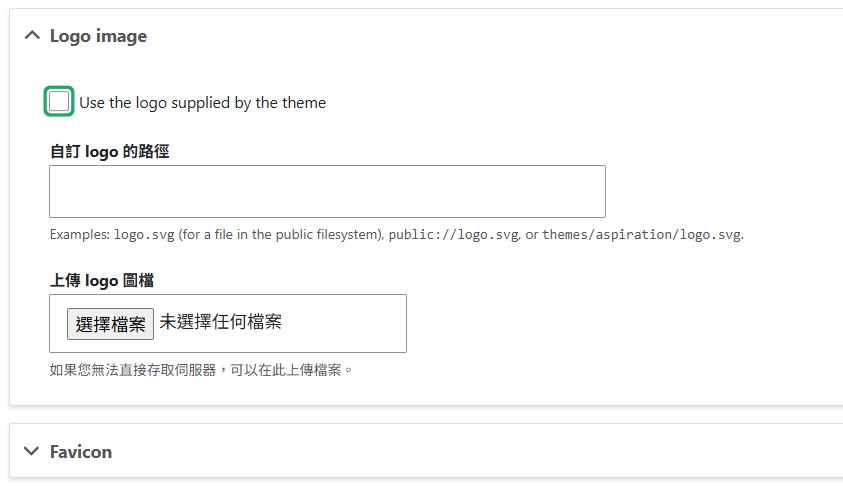 Logo image
Use the logo supplied by the theme
自訂 logo 的路徑
Examples: logo.svg (for a file in the public filesystem), public://logo.svg, or themes/aspiration/logo.svg.
上傳 logo 圖檔
選擇檔案 未選擇任何檔案
如果您無法直接存取伺服器，可以在此上傳檔案。
Favicon